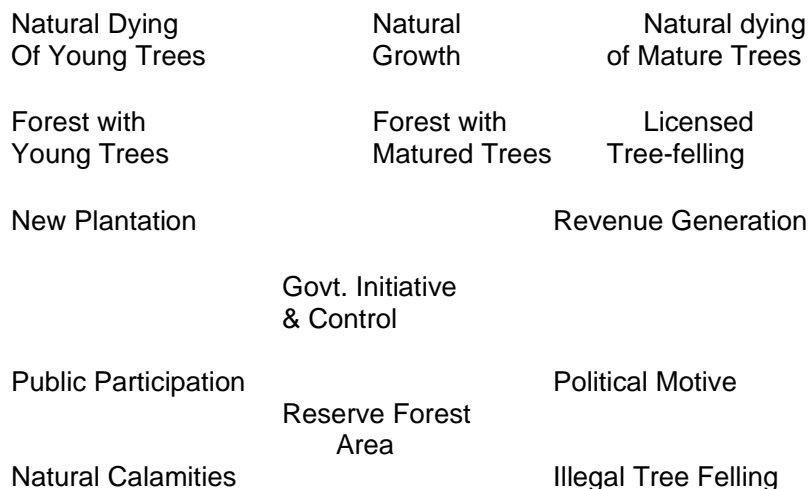 Natural Dying Natural Natural dying
Of Young Trees Growth of Mature Trees
Forest with Forest with Licensed
Young Trees Matured Trees Tree-felling
New Plantation Revenue Generation
Govt. Initiative
& Control
Public Participation Political Motive
Reserve Forest
Area
Natural Calamities Illegal Tree Felling